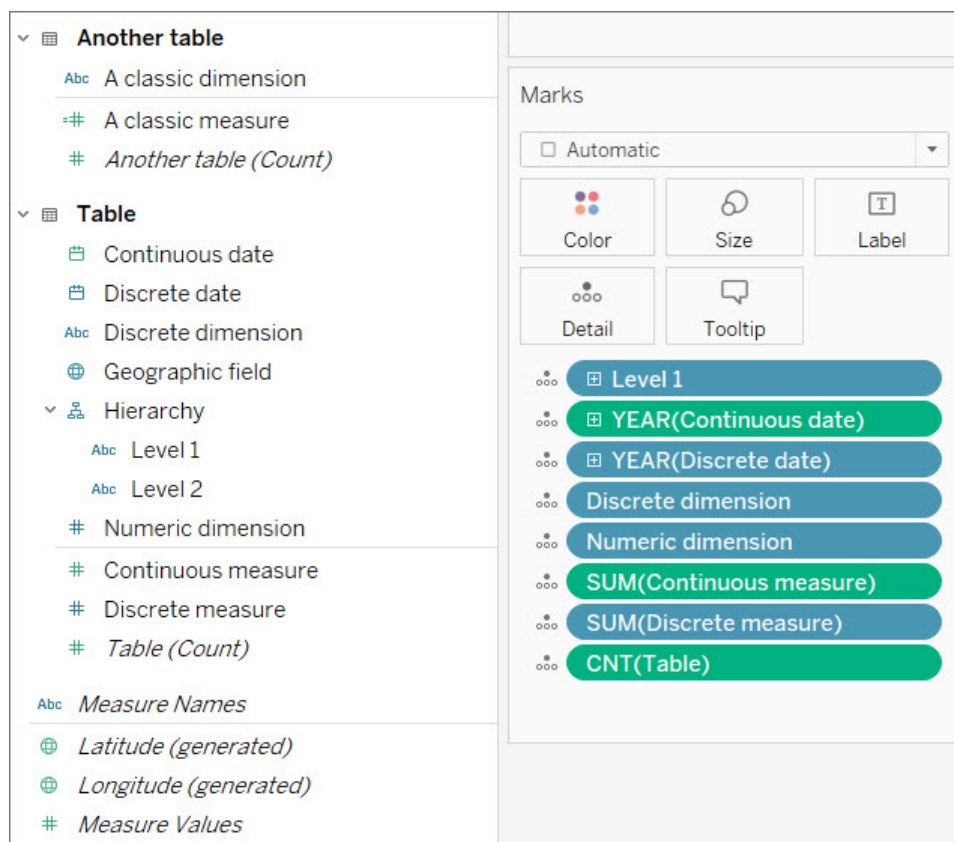 Another table
Abc A classic dimension
=# A classic measure
# Another table (Count)
Table
Continuous date
Discrete date
Abc Discrete dimension
Geographic field
Hierarchy
Abc Level 1
Abc Level 2
# Numeric dimension
# Continuous measure
# Discrete measure
# Table (Count)
Abc Measure Names
Latitude (generated)
Longitude (generated)
# Measure Values
Marks
Automatic
Color
Size
T
Label
Detail
Tooltip
Level 1
YEAR(Continuous date)
YEAR(Discrete date)
Discrete dimension
Numeric dimension
SUM(Continuous measure)
SUM(Discrete measure)
CNT(Table)